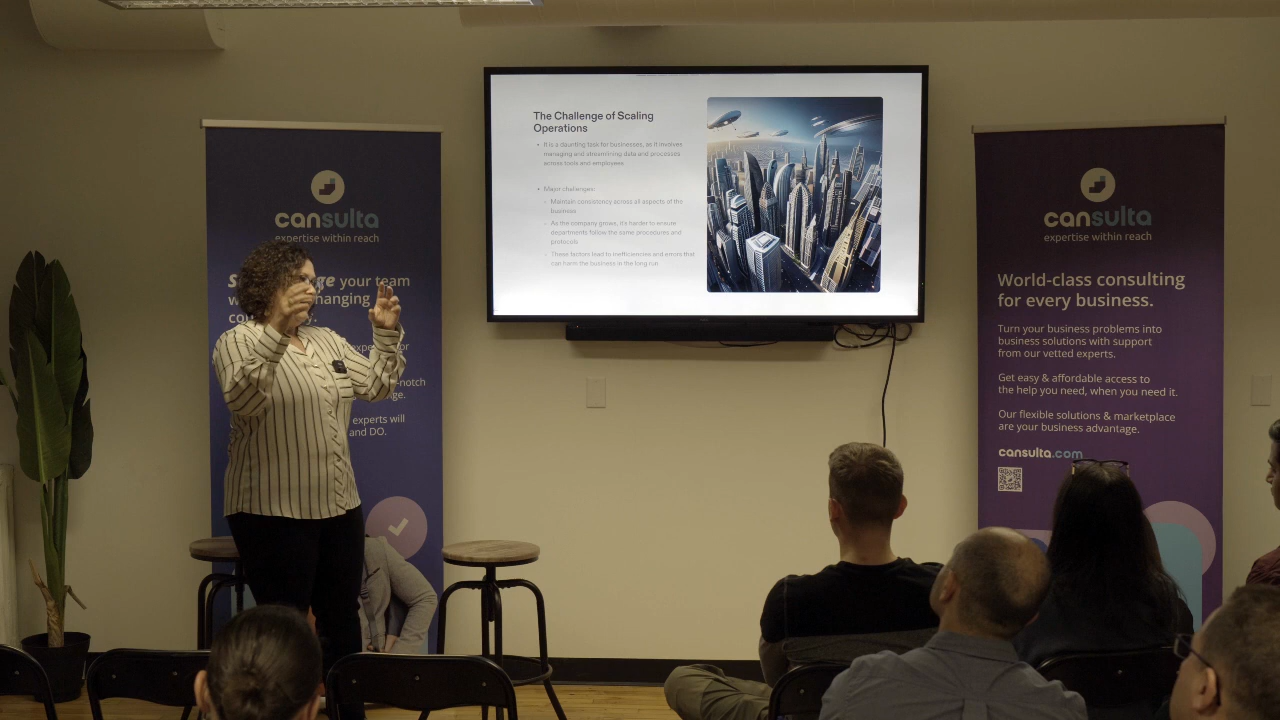 The Challenge of Scaling
Operations
• It is a daunting task for businesses, as it involves
managing and streamlining data and processes
across tools and employees
• Major challenges:
- Maintain consistency across all aspects of the
business
- As the company grows, it's harder to ensure
departments follow the same procedures and
protocols
- These factors lead to inefficiencies and errors that
can harm the business in the long run
cansulta
expertise within reach
your team
hanging
or
-notch
experts will
and DO.
cansulta
expertise within reach
World-class consulting
for every business.
Turn your business problems into
business solutions with support
from our vetted experts.
Get easy & affordable access to
the help you need, when you need it.
Our flexible solutions & marketplace
are your business advantage.
cansulta.com